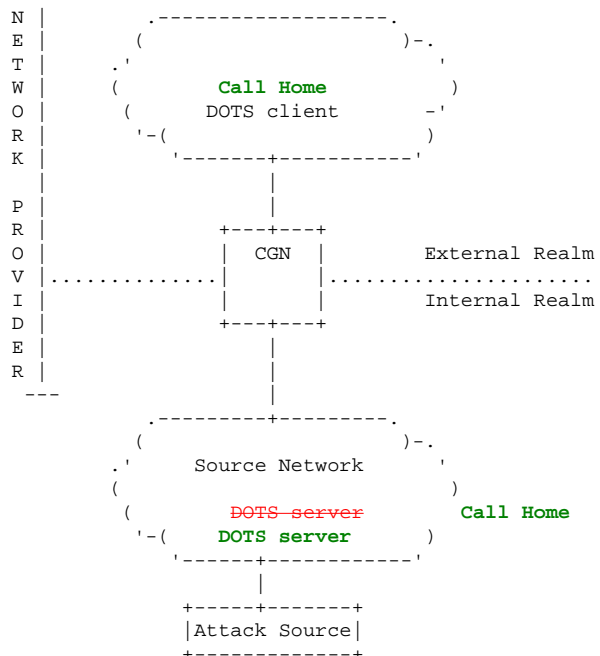 N |           .-------------------.
E |          (                     )-.
T |        .'                         '
W |        (        Call Home          )
O |         (      DOTS client       -'
R |          '-(                     )
K |             '-------+-----------'
  |                     |
P |                     |
R |                 +---+---+
O |                 |  CGN  |        External Realm
V |..............|       |......................
I |                 |       |        Internal Realm
D |                 +---+---+
E |                     |
R |                     |
 ---                    |
             .---------+---------.
            (                     )-.
          .'     Source Network      '
          (                           )
           (        DOTS server        Call Home
            '-(    DOTS server       )
               '------+-------------'
                      |
                +-----+-------+
                |Attack Source|
                +-------------+